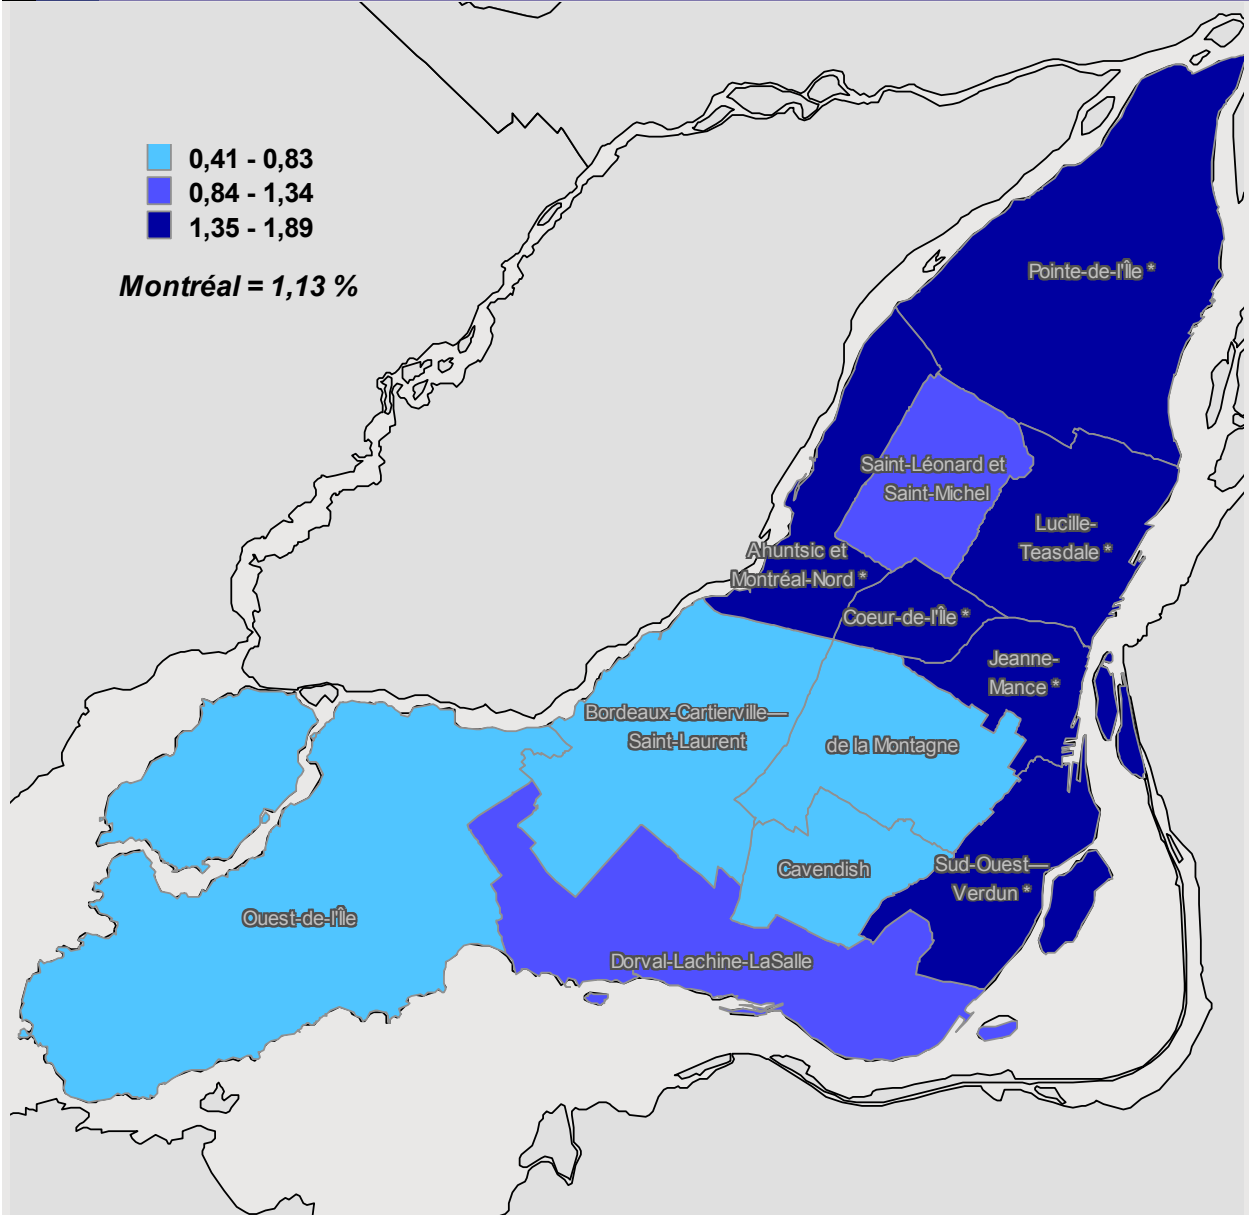 0,41 - 0,83
0,84 - 1,34
1,35 - 1,89
Montréal = 1,13 %
Pointe-de-l'Île *
Saint-Léonard et
Saint-Michel
Lucille-
Teasdale *
Ahuntsic et
Montréal-Nord *
Coeur-de-l'Île *
Jeanne-
Mance *
Bordeaux-Cartierville—
Saint-Laurent
de la Montagne
Cavendish
Sud-Ouest—
Verdun *
Ouest-de-l'Île
Dorval-Lachine-LaSalle